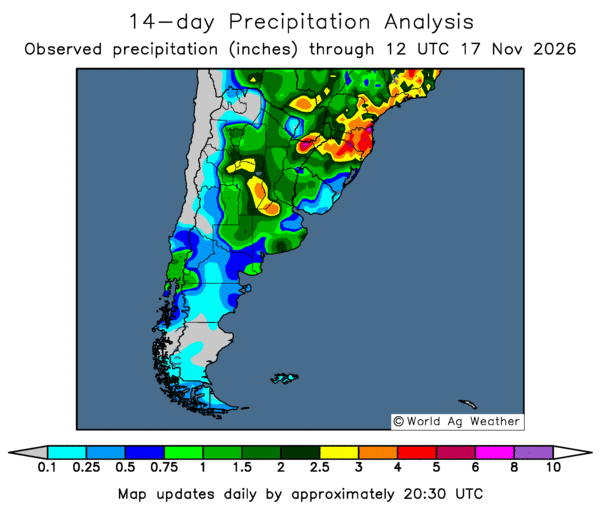 14-day Precipitation Analysis
Observed precipitation (inches) through 12 UTC 17 Nov 2026
© World Ag Weather
0.1 0.25 0.5 0.75 1 1.5 2 2.5 3 4 5 6 8 10
Map updates daily by approximately 20:30 UTC